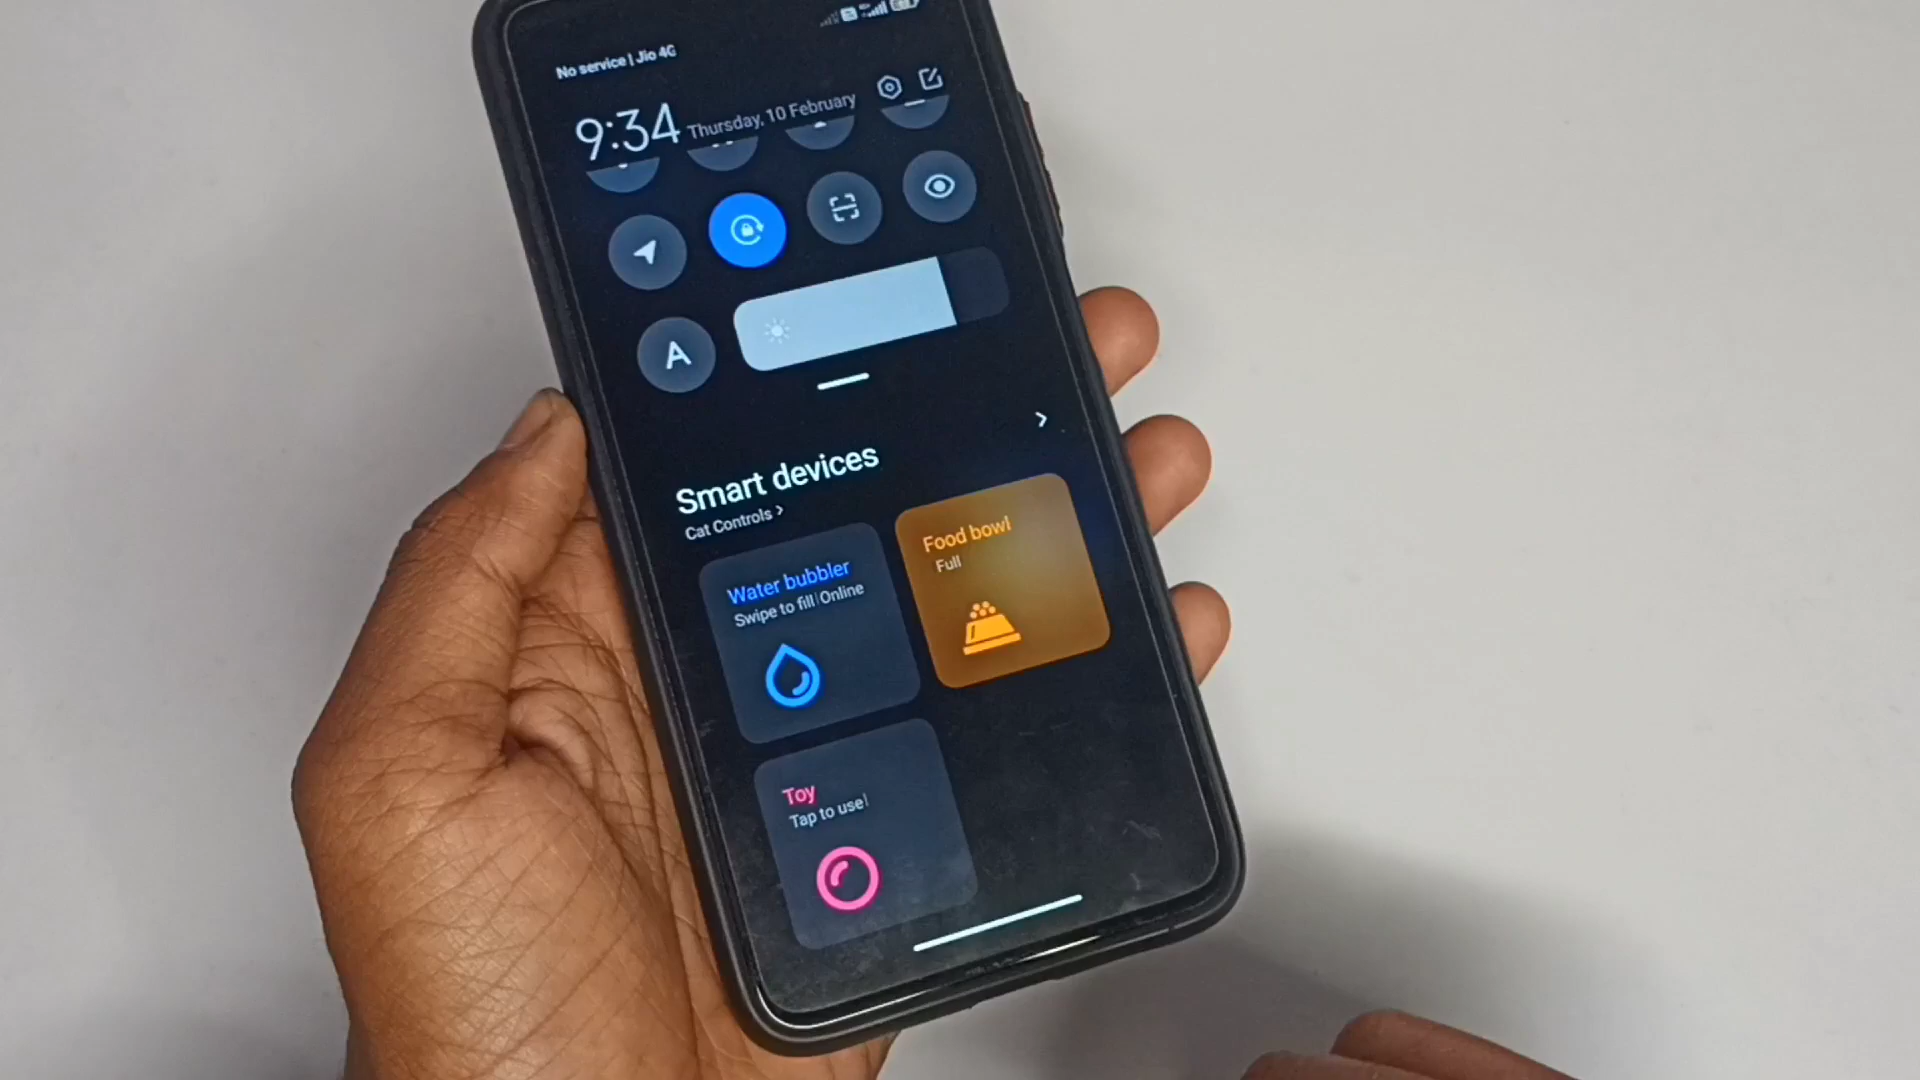 No service | Jio 4G
9:34 Thursday, 10 February
A
Smart devices
Cat Controls >
Water bubbler
Swipe to fill|Online
Food bowl
Full
Toy
Tap to use|